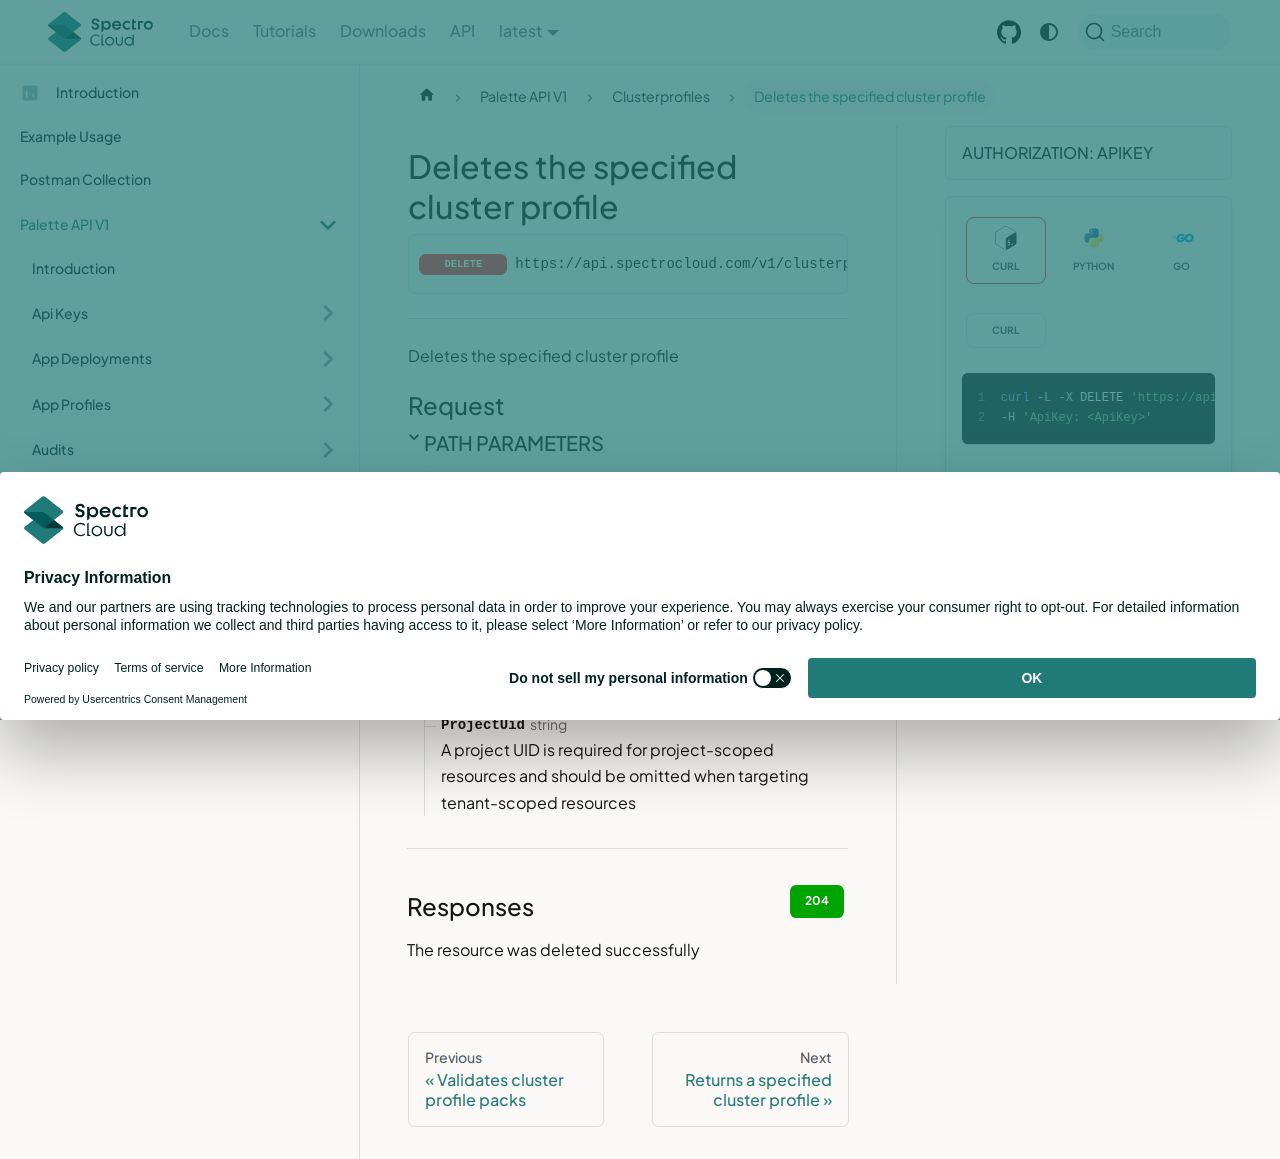 Spectro
Cloud
Docs
Tutorials
Downloads
API
latest
Search
Introduction
Example Usage
Postman Collection
Palette API V1
Introduction
Api Keys
App Deployments
App Profiles
Audits
Palette API V1
Clusterprofiles
Deletes the specified cluster profile
Deletes the specified
cluster profile
DELETE https://api.spectrocloud.com/v1/clusterp
Deletes the specified cluster profile
Request
PATH PARAMETERS
AUTHORIZATION: APIKEY
CURL
PYTHON
GO
CURL
1 curl -L -X DELETE 'https://api
2 -H 'ApiKey: <ApiKey>'
Spectro
Cloud
Privacy Information
We and our partners are using tracking technologies to process personal data in order to improve your experience. You may always exercise your consumer right to opt-out. For detailed information
about personal information we collect and third parties having access to it, please select ‘More Information’ or refer to our privacy policy.
Privacy policy
Terms of service
More Information
Powered by Usercentrics Consent Management
Do not sell my personal information
OK
ProjectUid string
A project UID is required for project-scoped
resources and should be omitted when targeting
tenant-scoped resources
Responses
204
The resource was deleted successfully
Previous
« Validates cluster
profile packs
Next
Returns a specified
cluster profile »